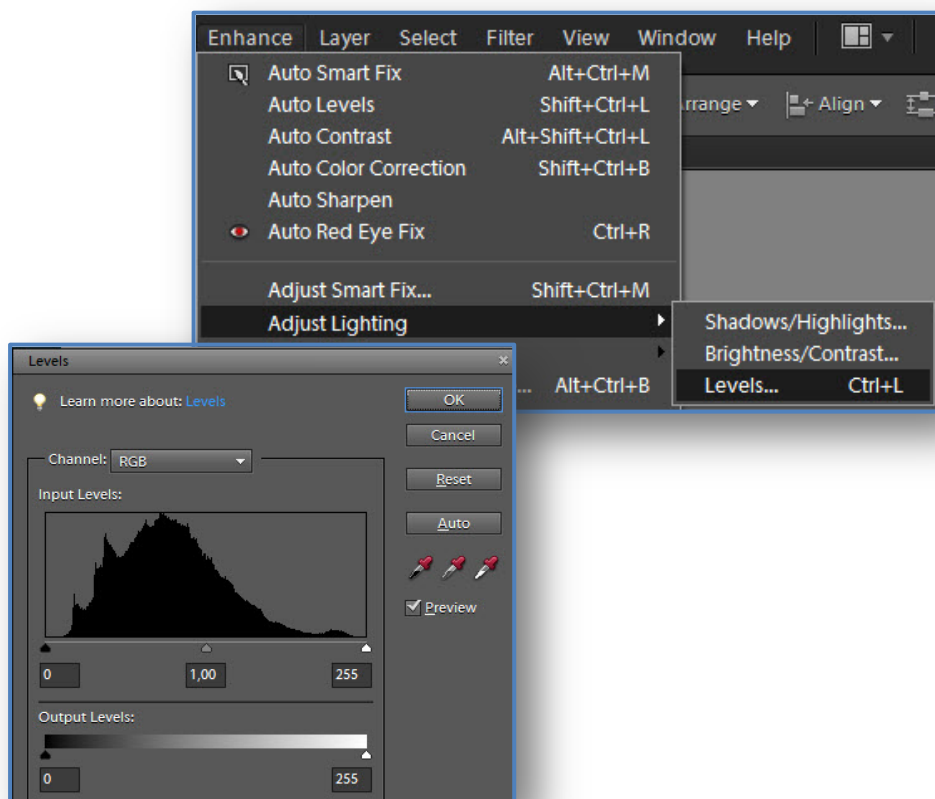 Enhance Layer Select Filter View Window Help
Auto Smart Fix Alt+Ctrl+M
Auto Levels Shift+Ctrl+L
rrange Align
Auto Contrast Alt+Shift+Ctrl+L
Auto Color Correction Shift+Ctrl+B
Auto Sharpen
Auto Red Eye Fix Ctrl+R
Adjust Smart Fix... Shift+Ctrl+M
Adjust Lighting
Shadows/Highlights...
Brightness/Contrast...
... Alt+Ctrl+B
Levels... Ctrl+L
Levels
Learn more about: Levels
OK
Cancel
Channel: RGB
Reset
Input Levels:
Auto
Preview
0 1,00 255
Output Levels:
0 255